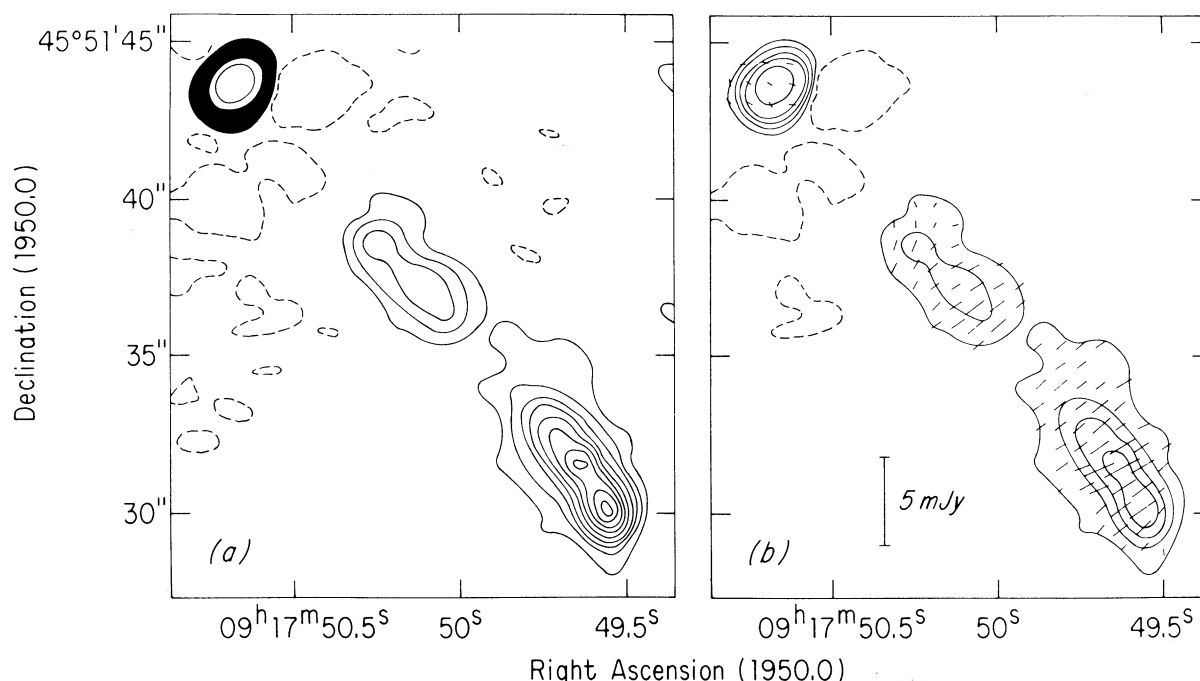 45°51'45"
40"
35"
30"
Declination (1950.0)
(a)
(b)
5 mJy
09ʰ17ᵐ50.5ˢ
50ˢ
49.5ˢ
09ʰ17ᵐ50.5ˢ
50ˢ
49.5ˢ
Right Ascension (1950.0)